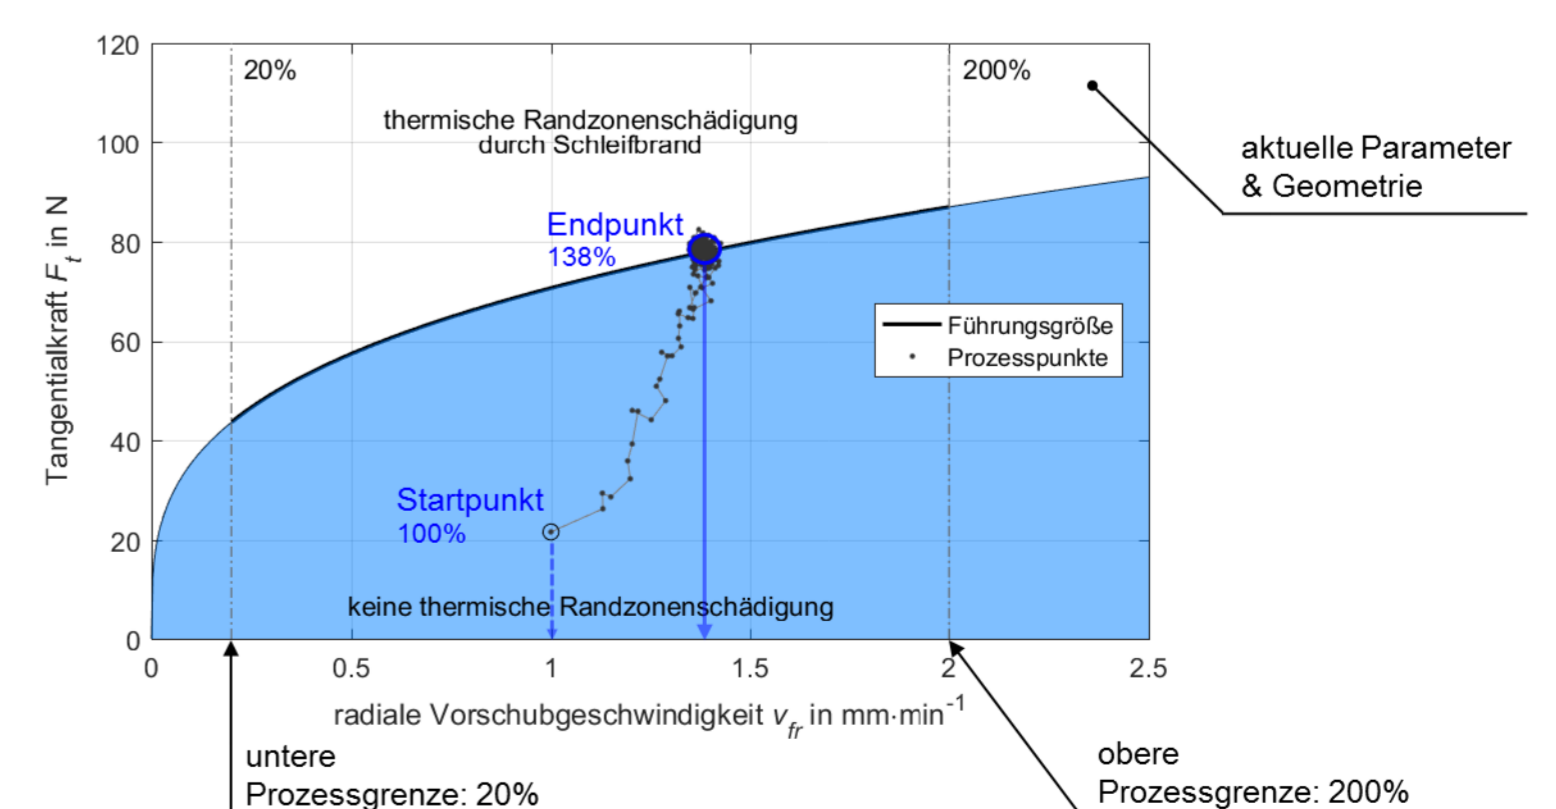 120
100
80
60
40
20
0
Tangentialkraft Ft in N
20%
200%
thermische Randzonenschädigung
durch Schleifbrand
aktuelle Parameter
& Geometrie
Endpunkt
138%
Führungsgröße
Prozesspunkte
Startpunkt
100%
keine thermische Randzonenschädigung
0 0.5 1 1.5 2 2.5
radiale Vorschubgeschwindigkeit vfr in mm·min-1
untere
Prozessgrenze: 20%
obere
Prozessgrenze: 200%